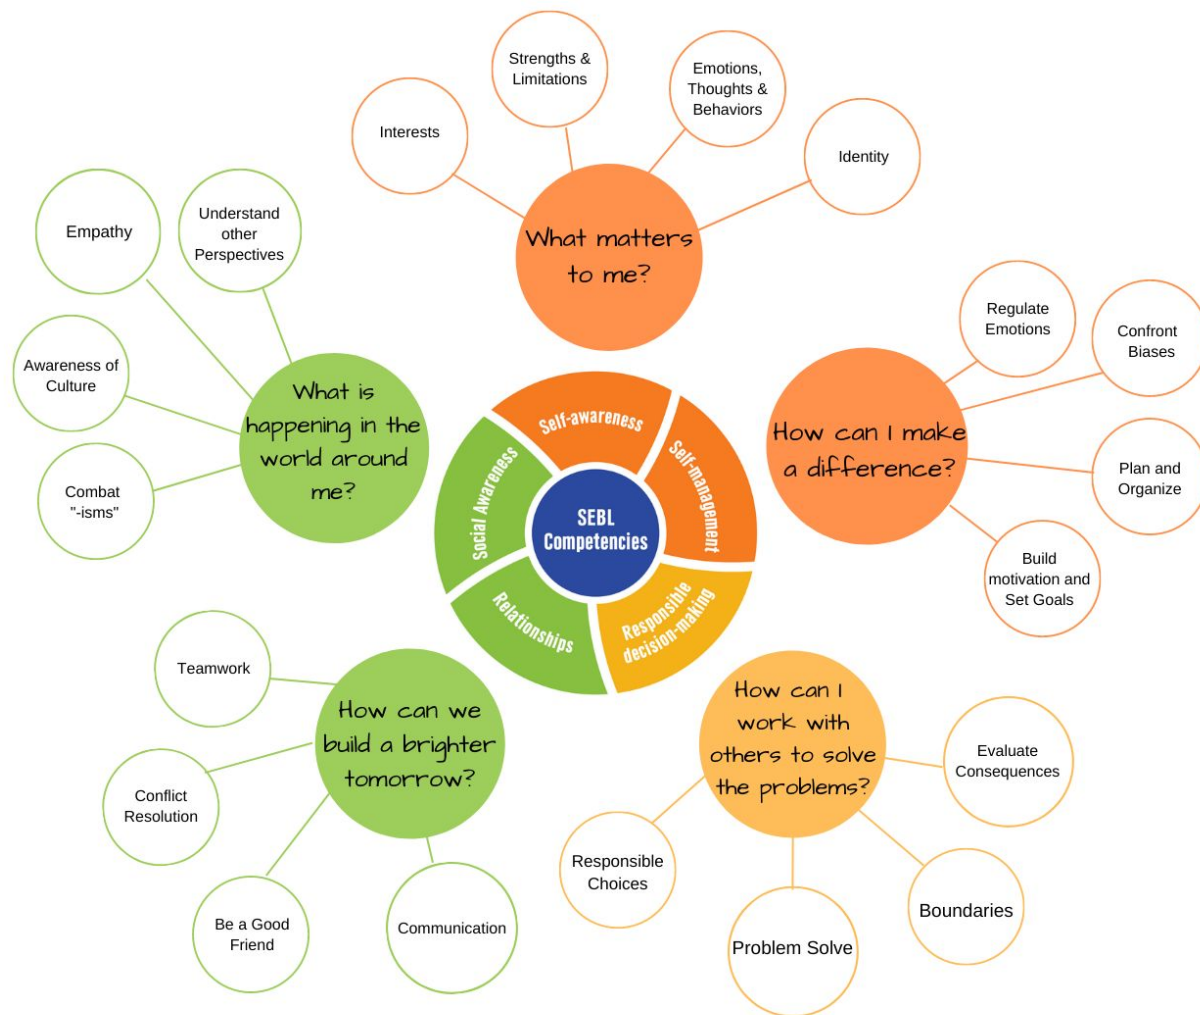 Strengths &
Limitations
Emotions,
Thoughts &
Behaviors
Interests
Identity
What matters
to me?
Empathy
Understand
other
Perspectives
Awareness of
Culture
Combat
"-isms"
What is
happening in the
world around
me?
Regulate
Emotions
Confront
Biases
Plan and
Organize
Build
motivation and
Set Goals
How can I make
a difference?
Self-awareness
Self-management
Social Awareness
SEBL
Competencies
Relationships
Responsible
decision-making
Teamwork
Conflict
Resolution
Be a Good
Friend
Communication
How can we
build a brighter
tomorrow?
How can I
work with
others to solve
the problems?
Evaluate
Consequences
Responsible
Choices
Problem Solve
Boundaries